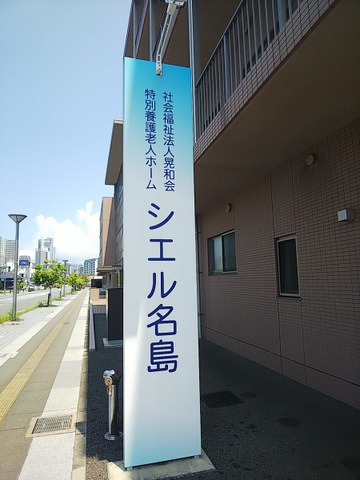 社会福祉法人晃和会
特別養護老人ホーム
シエル名島